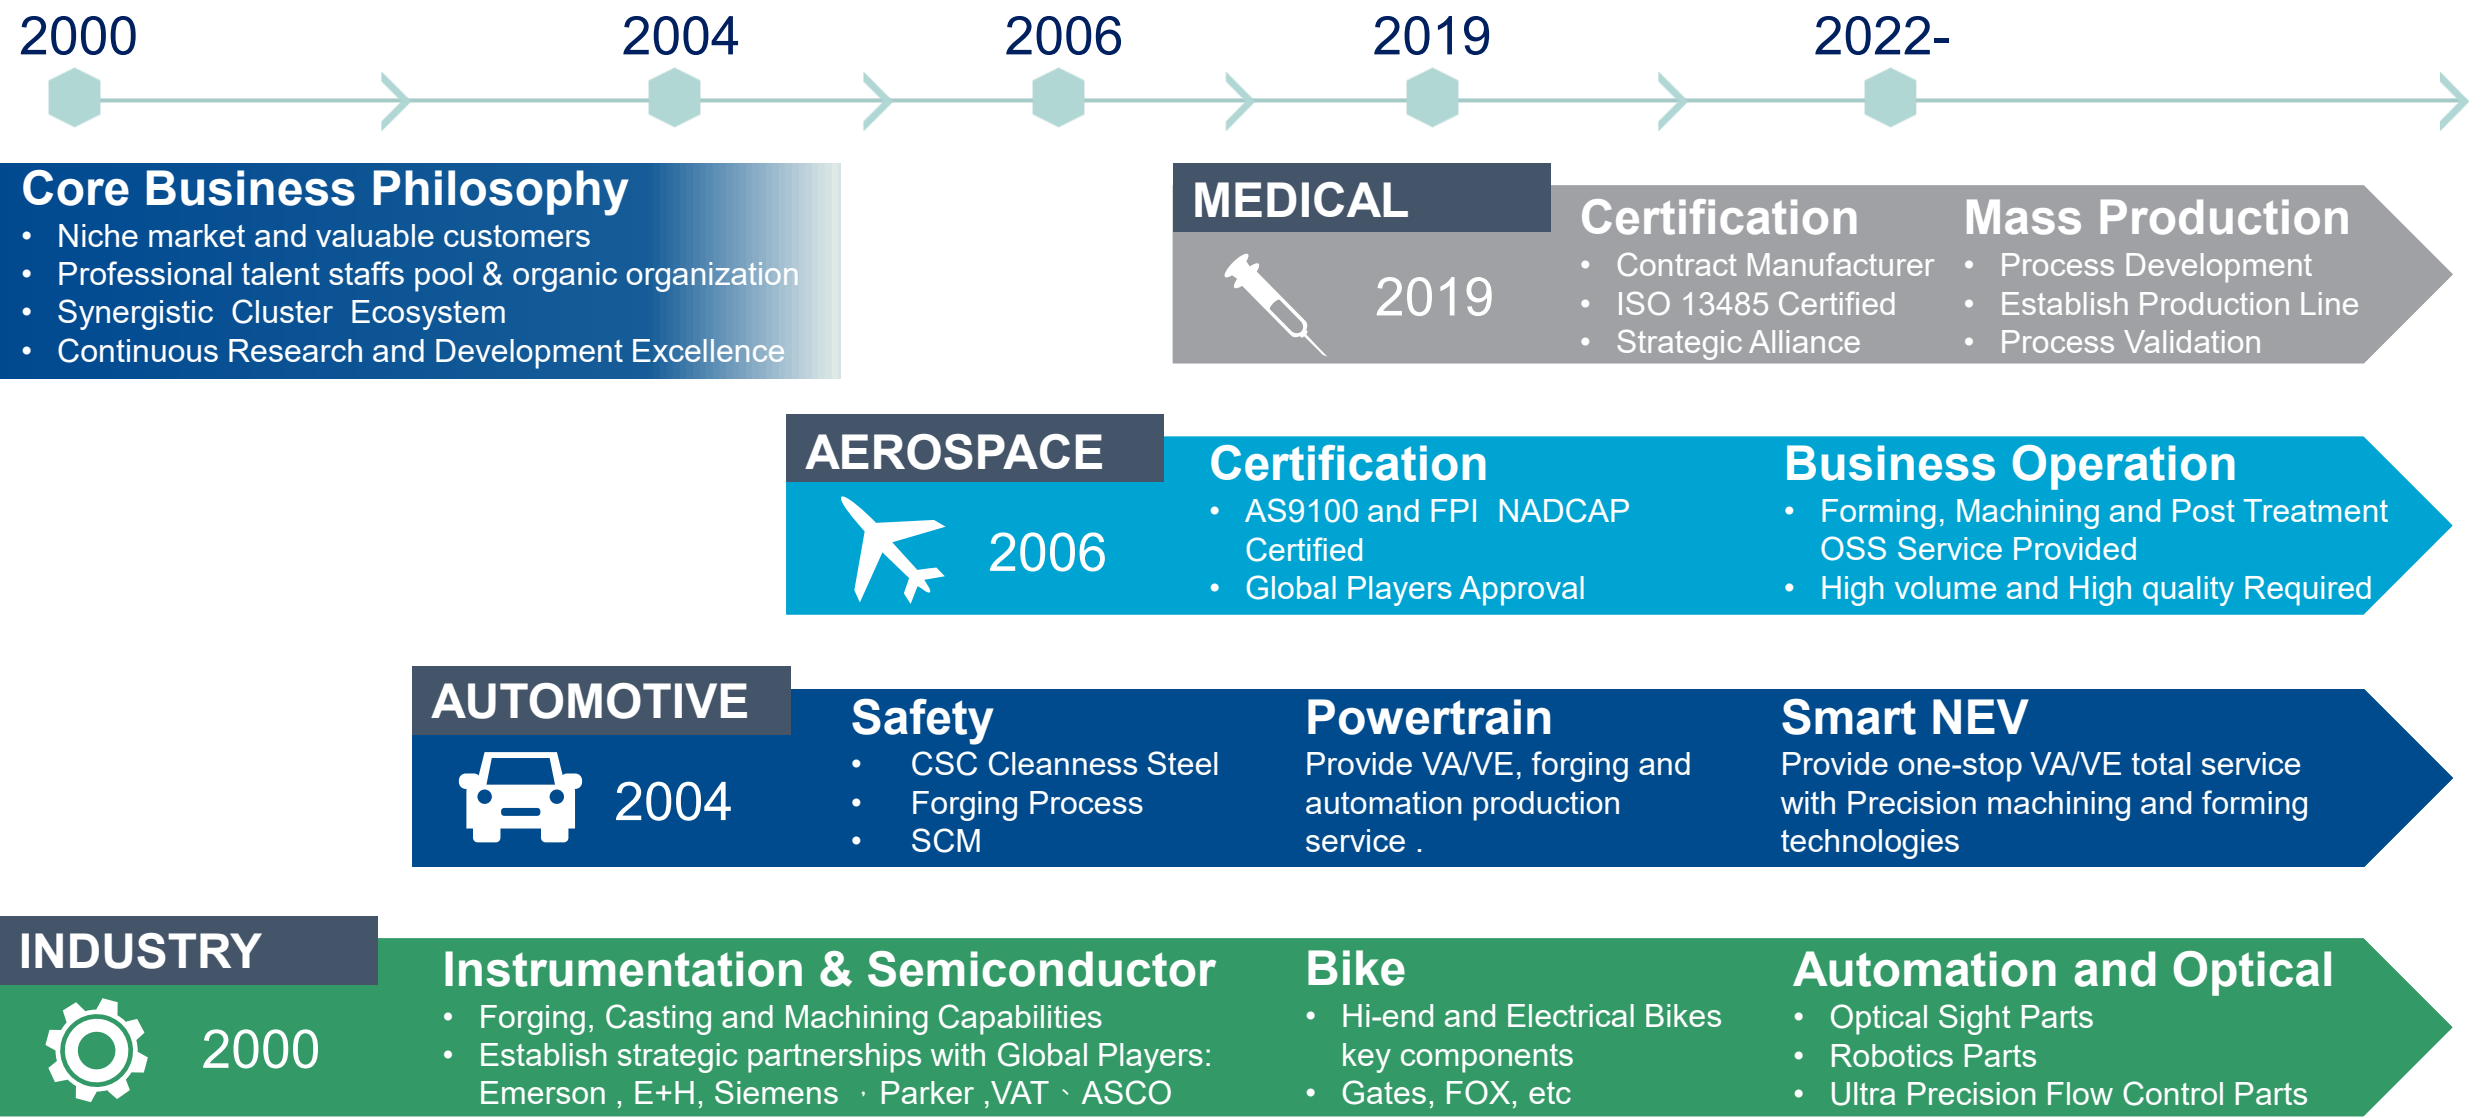 2000
2004
2006
2019
2022-
Core Business Philosophy
• Niche market and valuable customers
• Professional talent staffs pool & organic organization
• Synergistic Cluster Ecosystem
• Continuous Research and Development Excellence
MEDICAL
2019
Certification
• Contract Manufacturer
• ISO 13485 Certified
• Strategic Alliance
Mass Production
• Process Development
• Establish Production Line
• Process Validation
AEROSPACE
2006
Certification
• AS9100 and FPI NADCAP
Certified
• Global Players Approval
Business Operation
• Forming, Machining and Post Treatment
OSS Service Provided
• High volume and High quality Required
AUTOMOTIVE
2004
Safety
• CSC Cleanness Steel
• Forging Process
• SCM
Powertrain
Provide VA/VE, forging and
automation production
service .
Smart NEV
Provide one-stop VA/VE total service
with Precision machining and forming
technologies
INDUSTRY
2000
Instrumentation & Semiconductor
• Forging, Casting and Machining Capabilities
• Establish strategic partnerships with Global Players:
Emerson , E+H, Siemens ，Parker ,VAT、ASCO
Bike
• Hi-end and Electrical Bikes
key components
• Gates, FOX, etc
Automation and Optical
• Optical Sight Parts
• Robotics Parts
• Ultra Precision Flow Control Parts